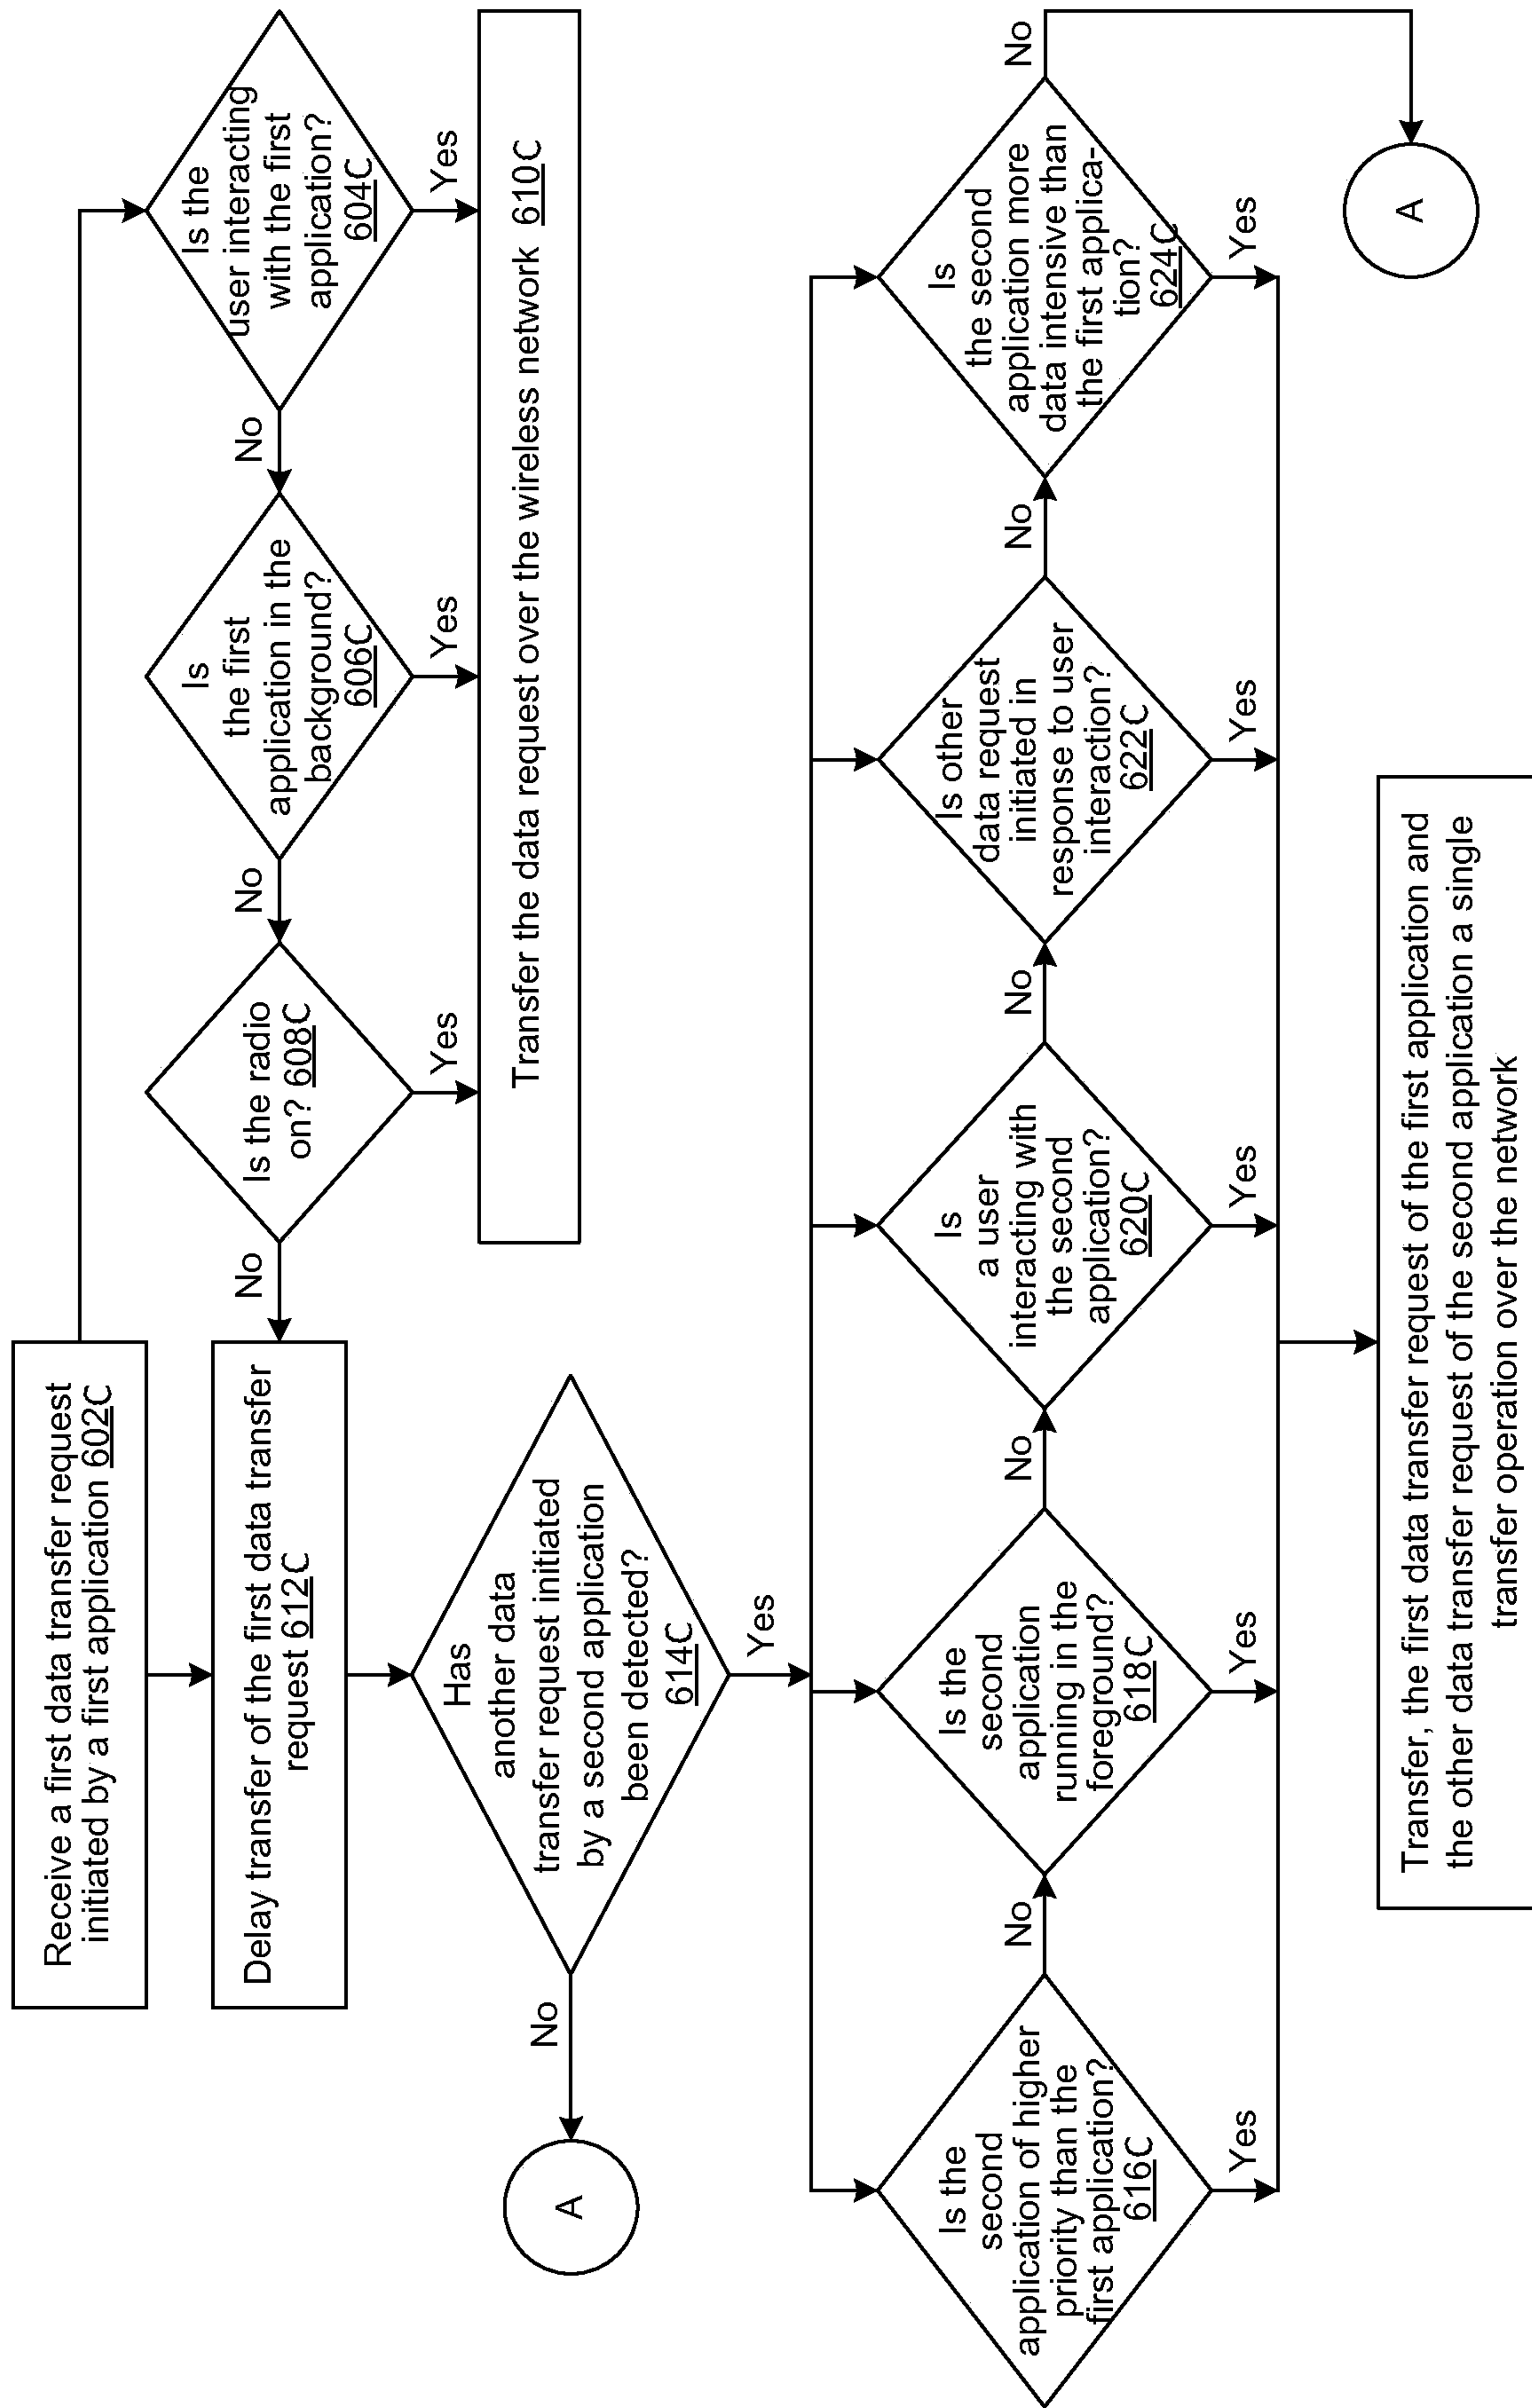 Receive a first data transfer request
initiated by a first application 602C
Is the
user interacting
with the first
application?
604C
No
Yes
Is
the first
application in the
background?
606C
No
Yes
Is the radio
on? 608C
No
Yes
Transfer the data request over the wireless network 610C
Delay transfer of the first data transfer
request 612C
Has
another data
transfer request initiated
by a second application
been detected?
614C
No
A
Yes
Is the
second
application of higher
priority than the
first application?
616C
No
Yes
Is the
second
application
running in the
foreground?
618C
No
Yes
Is
a user
interacting with
the second
application?
620C
No
Yes
Is other
data request
initiated in
response to user
interaction?
622C
No
Yes
Is
the second
application more
data intensive than
the first applica-
tion?
624C
No
Yes
A
Transfer, the first data transfer request of the first application and
the other data transfer request of the second application a single
transfer operation over the network